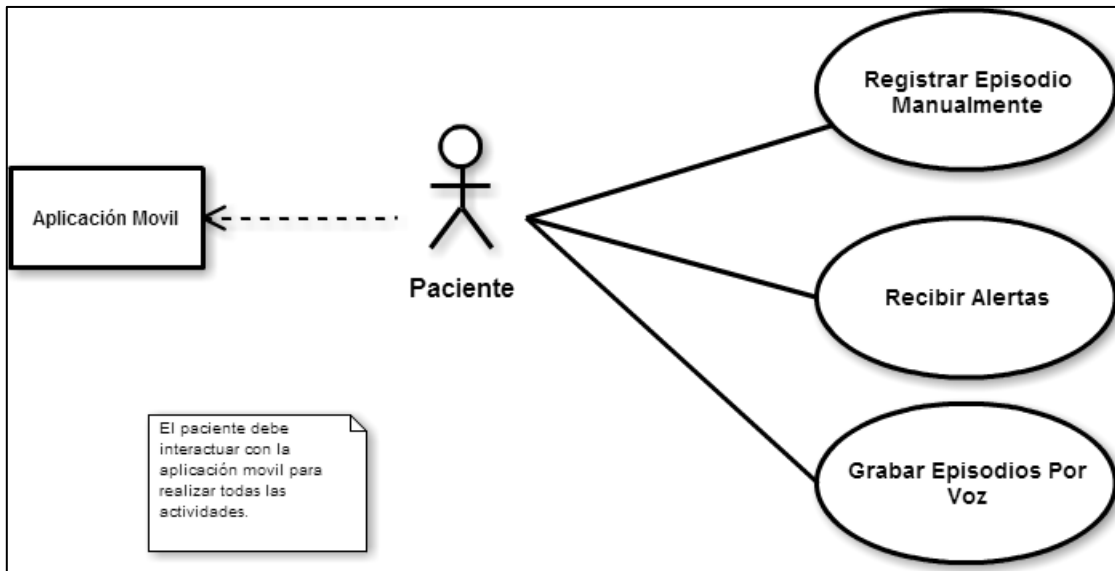 Registrar Episodio
Manualmente
Aplicación Movil
Paciente
Recibir Alertas
El paciente debe
interactuar con la
aplicación movil para
realizar todas las
actividades.
Grabar Episodios Por
Voz